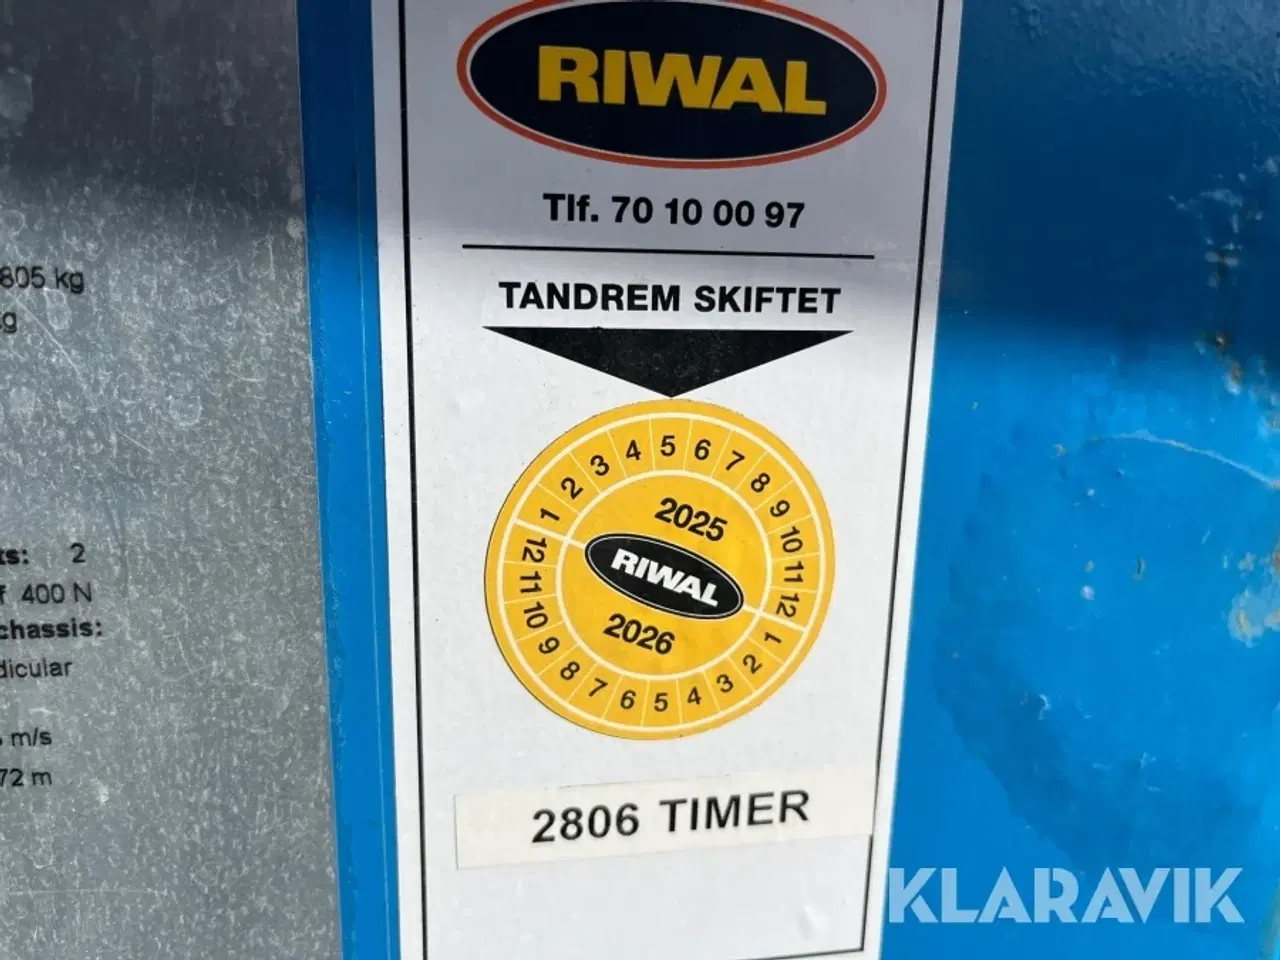 RIWAL
Tlf. 70 10 00 97
TANDREM SKIFTET
1 2 3 4 5 6 7 8 9 10 11 12
2025
RIWAL
2026
1 2 3 4 5 6 7 8 9 10 11 12
2806 TIMER
805 kg
2
400 N
chassis:
m/s
72 m
KLARAVIK